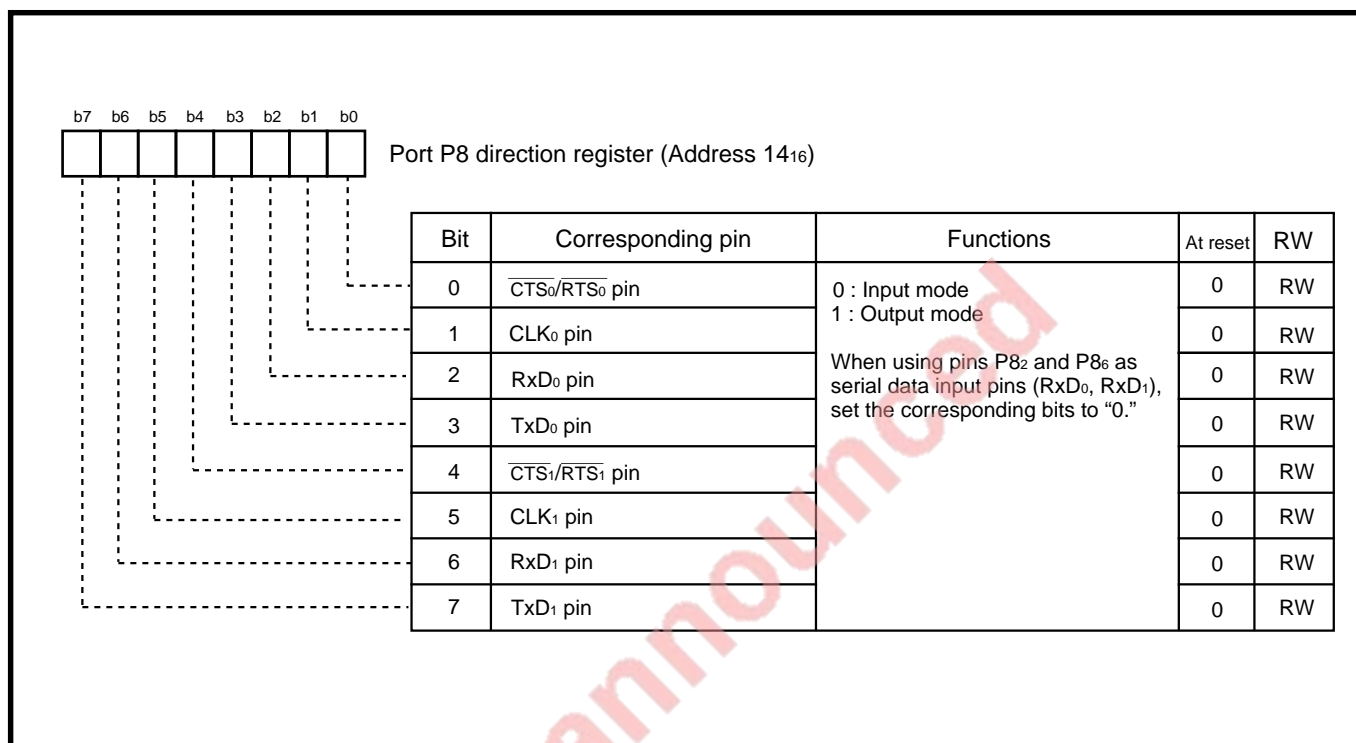 b7 b6 b5 b4 b3 b2 b1 b0
Port P8 direction register (Address 14₁₆)
Bit Corresponding pin Functions At reset RW
0 C̅T̅S̅₀/R̅T̅S̅₀ pin 0 RW
1 CLK₀ pin 0 RW
2 RxD₀ pin 0 RW
3 TxD₀ pin 0 RW
4 C̅T̅S̅₁/R̅T̅S̅₁ pin 0 RW
5 CLK₁ pin 0 RW
6 RxD₁ pin 0 RW
7 TxD₁ pin 0 RW
0 : Input mode
1 : Output mode
When using pins P8₂ and P8₆ as
serial data input pins (RxD₀, RxD₁),
set the corresponding bits to “0.”
announced